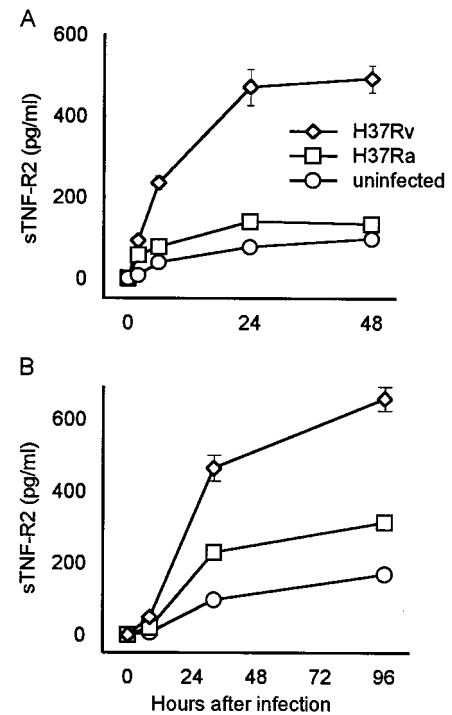 A
600
400
200
0
sTNF-R2 (pg/ml)
H37Rv
H37Ra
uninfected
0 24 48
B
600
400
200
0
sTNF-R2 (pg/ml)
0 24 48 72 96
Hours after infection